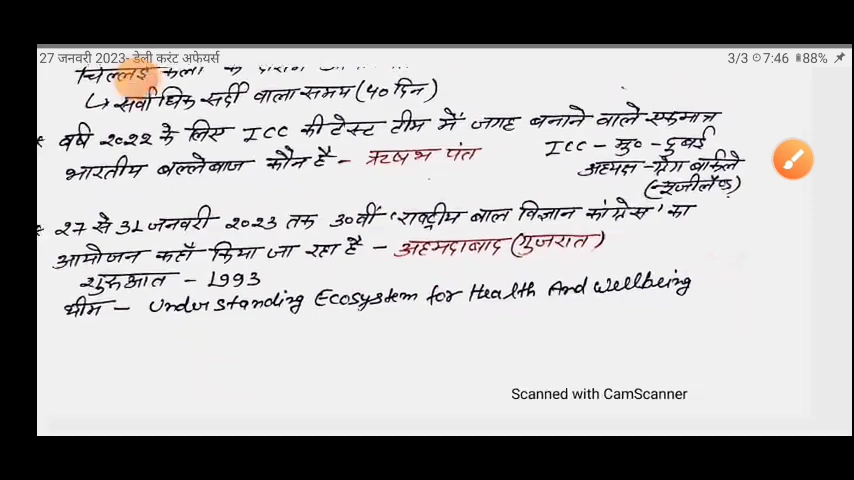 27 जनवरी 2023- डेली करंट अफेयर्स
3/3 7:46 88%
चिल्लई कलां के दौरान
↳ सर्वाधिक सर्दी वाला समय (40 दिन)
* वर्ष 2022 के लिए ICC की टेस्ट टीम में जगह बनाने वाले एकमात्र
भारतीय बल्लेबाज कौन है - ऋषभ पंत
ICC - मु० - दुबई
अध्यक्ष - ग्रेग बार्कले
(न्यूजीलैण्ड)
* 27 से 31 जनवरी 2023 तक 30वीं 'राष्ट्रीय बाल विज्ञान कांग्रेस' का
आयोजन कहाँ किया जा रहा है - अहमदाबाद (गुजरात)
शुरुआत - 1993
थीम - Understanding Ecosystem for Health And Wellbeing
Scanned with CamScanner